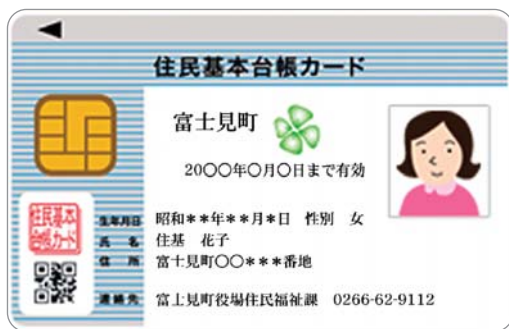 住民基本台帳カード
富士見町
20〇〇年〇月〇日まで有効
生年月日 昭和＊＊年＊＊月＊日 性別 女
氏 名 住基 花子
住 所 富士見町〇〇＊＊＊番地
連絡先 富士見町役場住民福祉課 0266-62-9112
住民基本
台帳カード